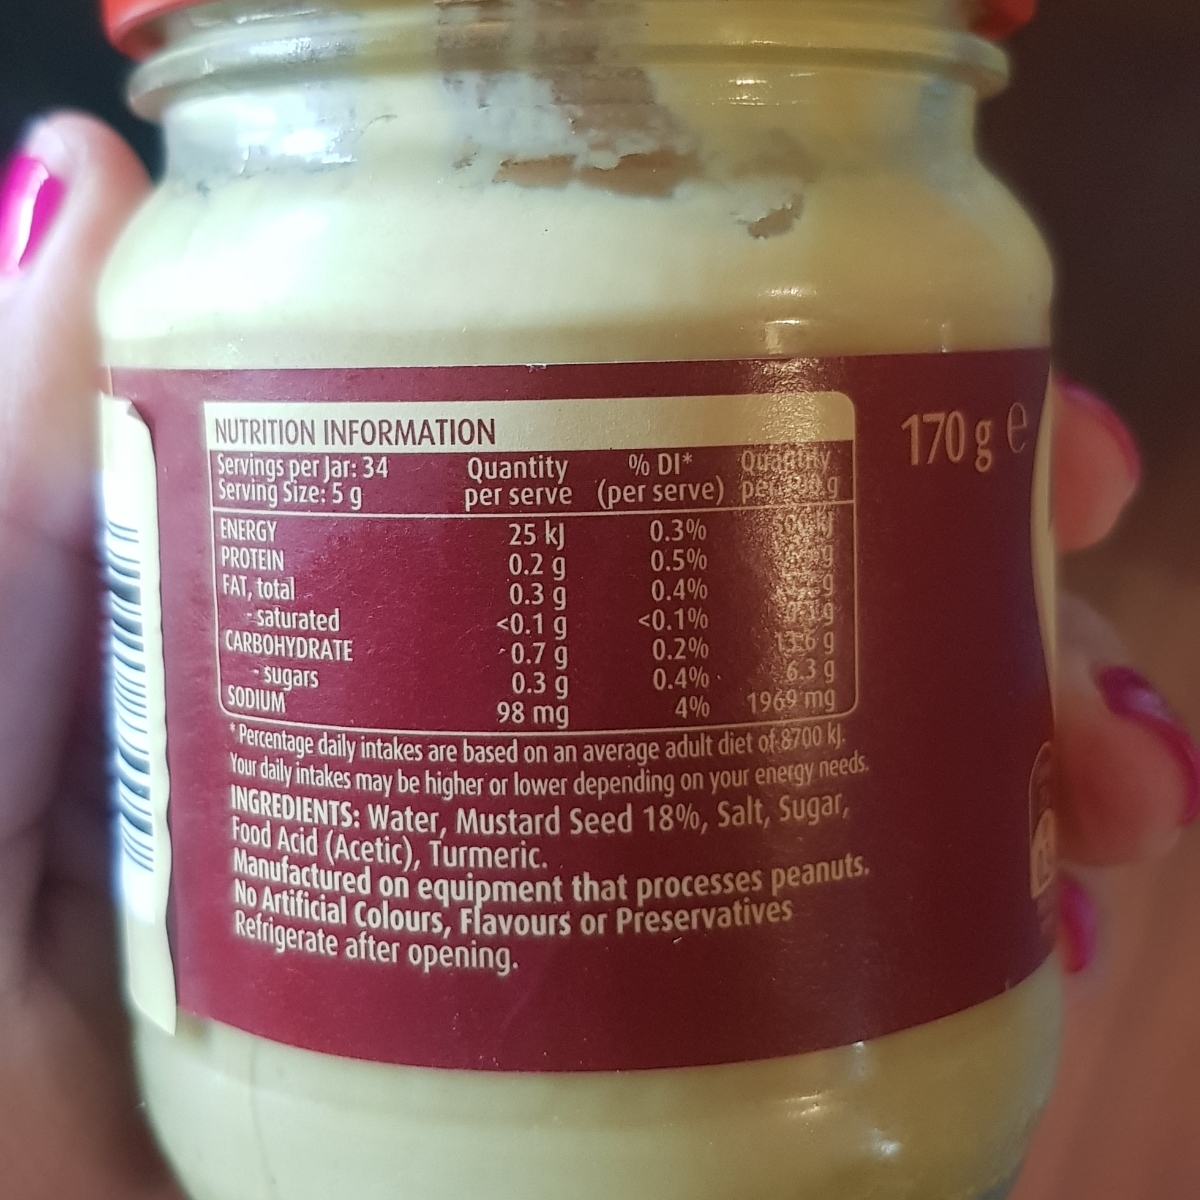 NUTRITION INFORMATION
170 g e
Servings per Jar: 34
Serving Size: 5 g
Quantity per serve
% DI* (per serve)
Quantity
ENERGY 25 kJ 0.3%
PROTEIN 0.2 g 0.5%
FAT, total 0.3 g 0.4%
- saturated <0.1 g <0.1%
CARBOHYDRATE 0.7 g 0.2% 13.6 g
- sugars 0.3 g 0.4% 6.3 g
SODIUM 98 mg 4% 1969 mg
*Percentage daily intakes are based on an average adult diet of 8700 kJ.
Your daily intakes may be higher or lower depending on your energy needs.
INGREDIENTS: Water, Mustard Seed 18%, Salt, Sugar,
Food Acid (Acetic), Turmeric.
Manufactured on equipment that processes peanuts.
No Artificial Colours, Flavours or Preservatives
Refrigerate after opening.